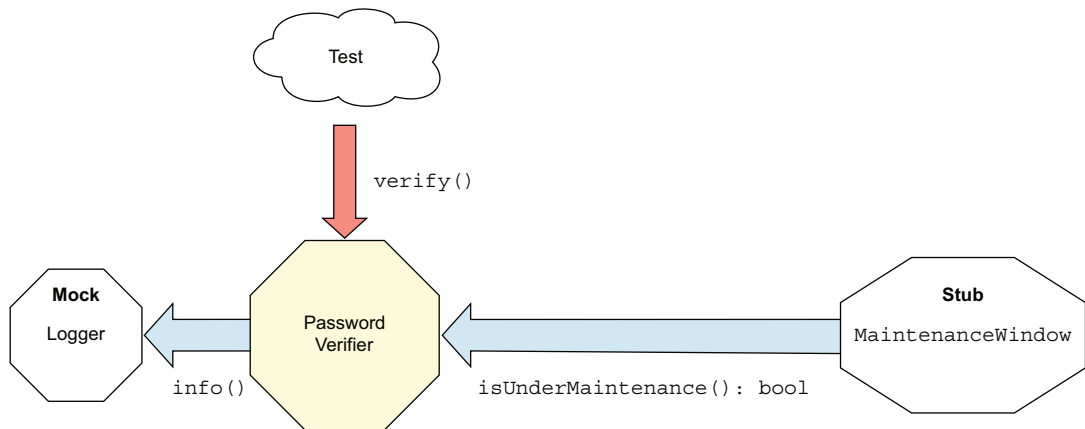 Test
verify()
Mock
Logger
Password
Verifier
Stub
MaintenanceWindow
info()
isUnderMaintenance(): bool